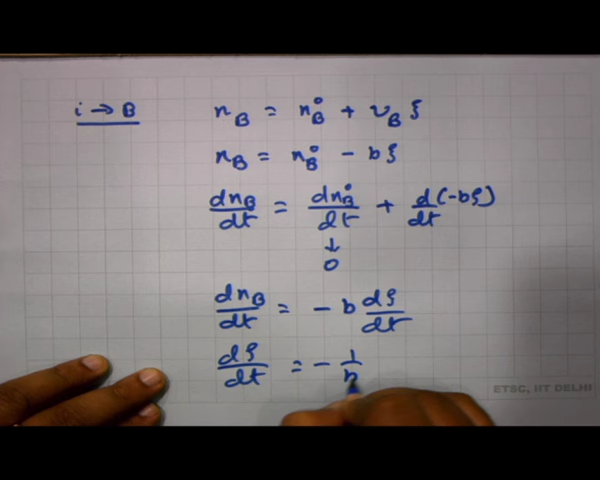 i → B n_B = n_B° + ν_B ξ
n_B = n_B° - bξ
dn_B/dt = dn_B°/dt + d/dt (-bξ)
↓
0
dn_B/dt = - b dξ/dt
dξ/dt = - 1/b
ETSC, IIT DELHI